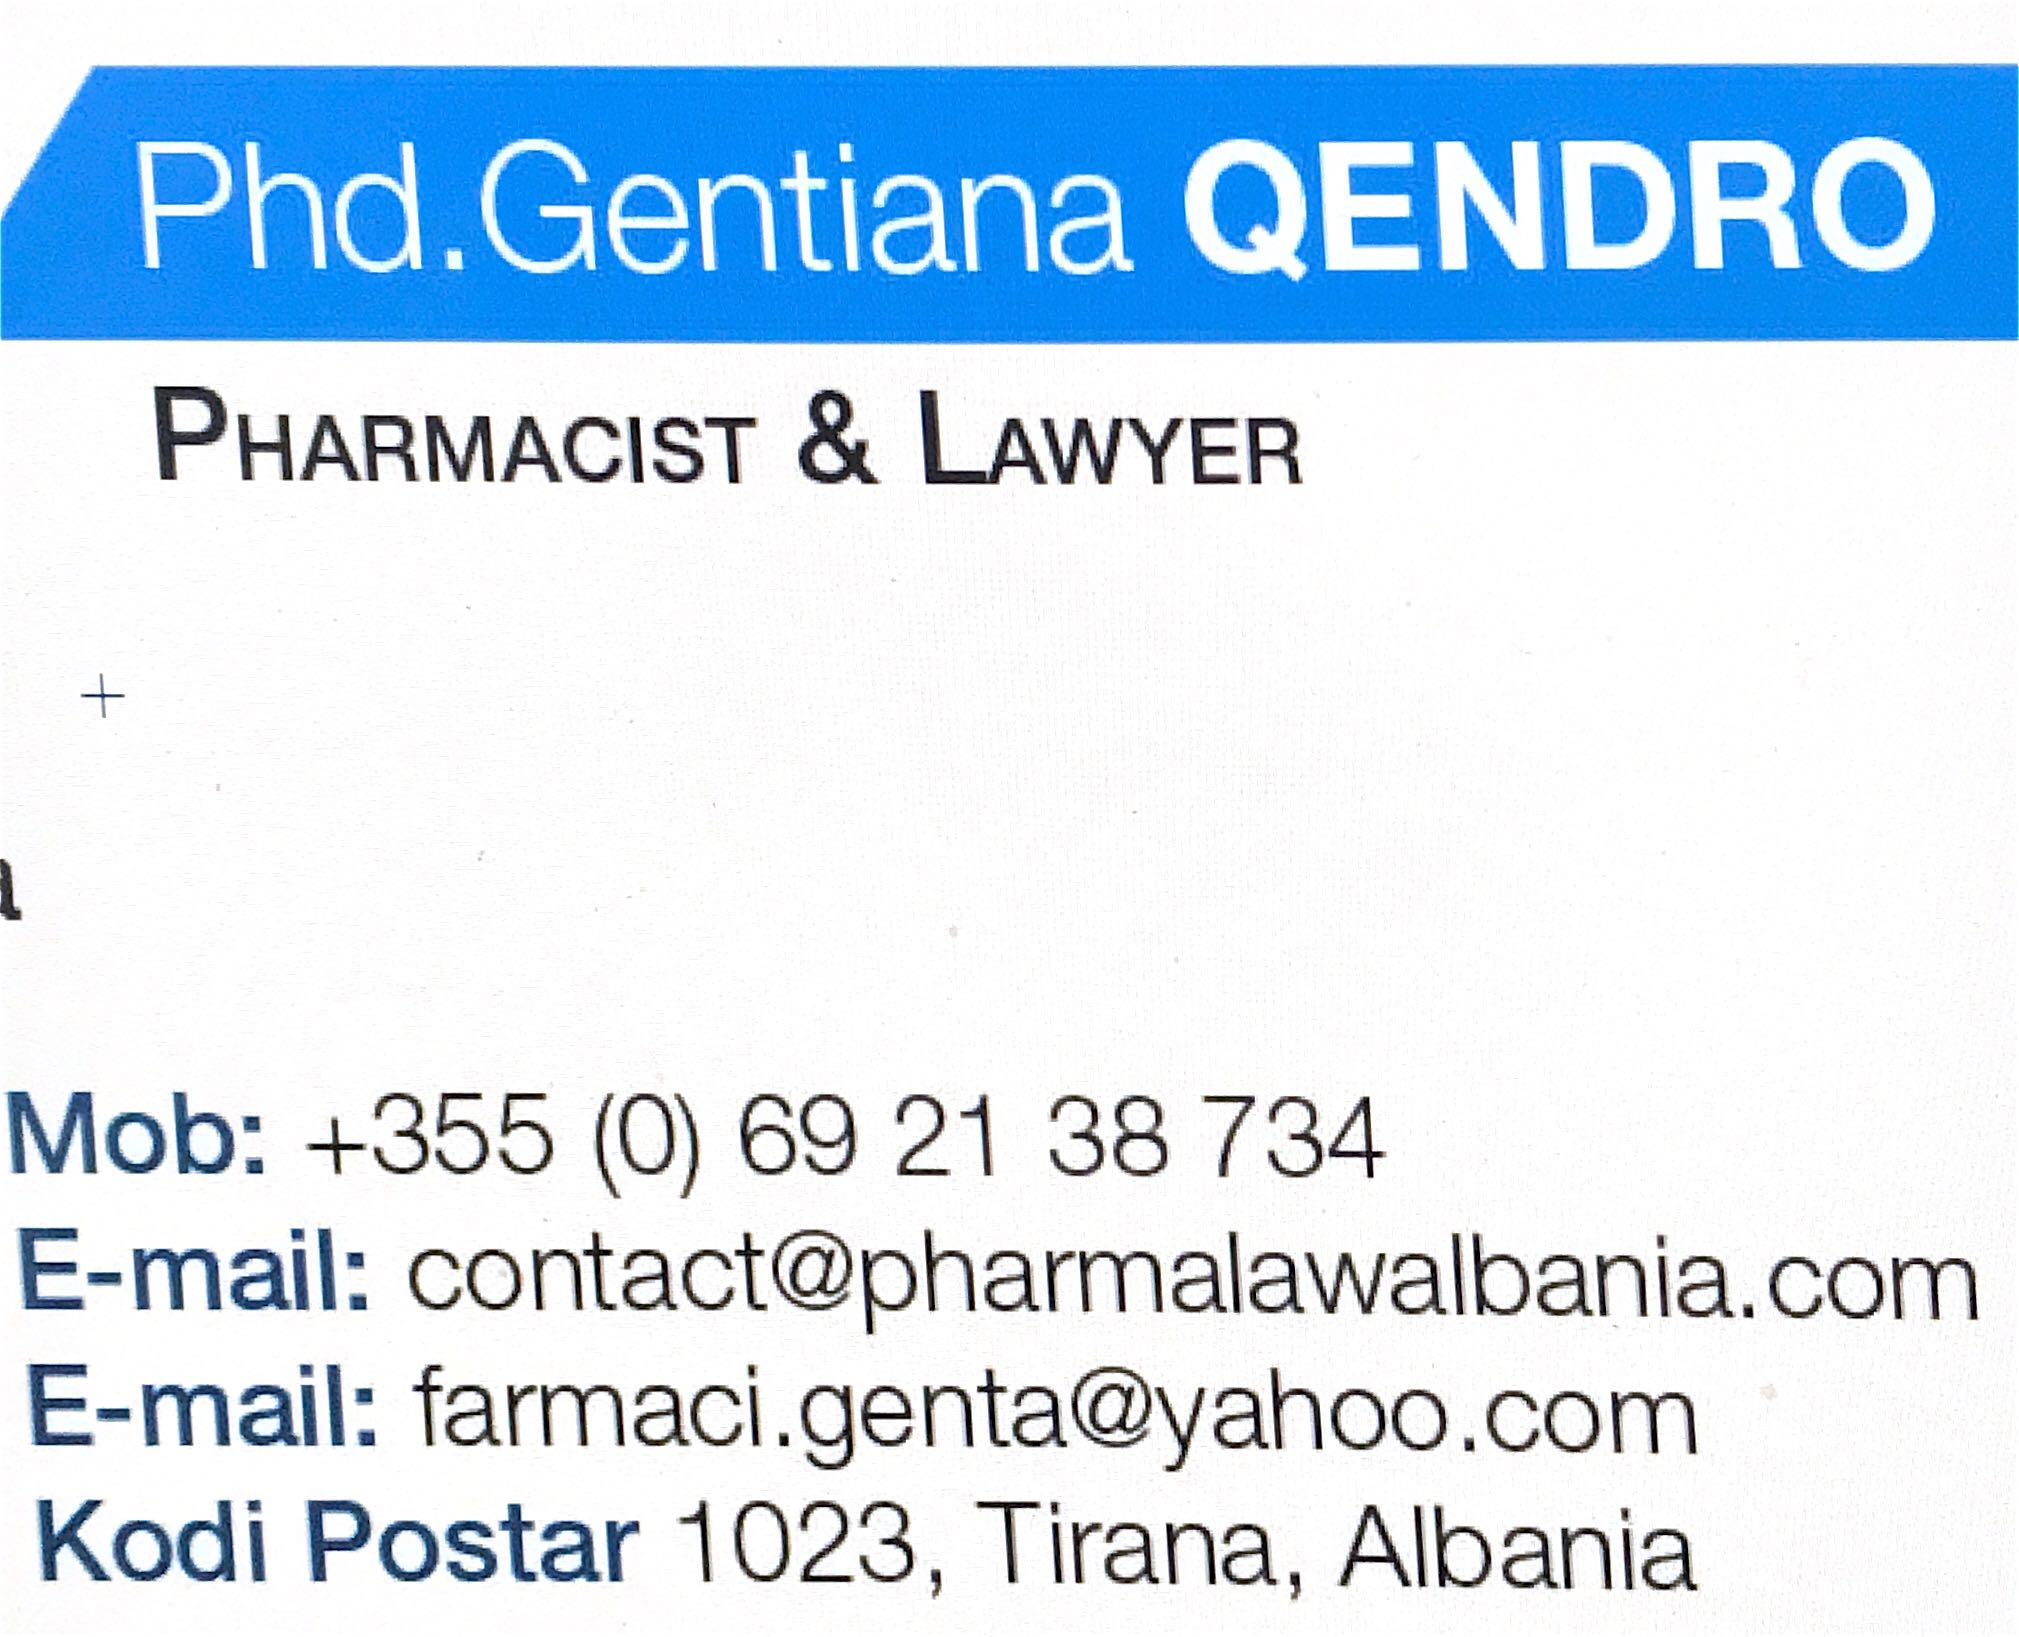 Phd.Gentiana QENDRO
PHARMACIST & LAWYER
Mob: +355 (0) 69 21 38 734
E-mail: contact@pharmalawalbania.com
E-mail: farmaci.genta@yahoo.com
Kodi Postar 1023, Tirana, Albania